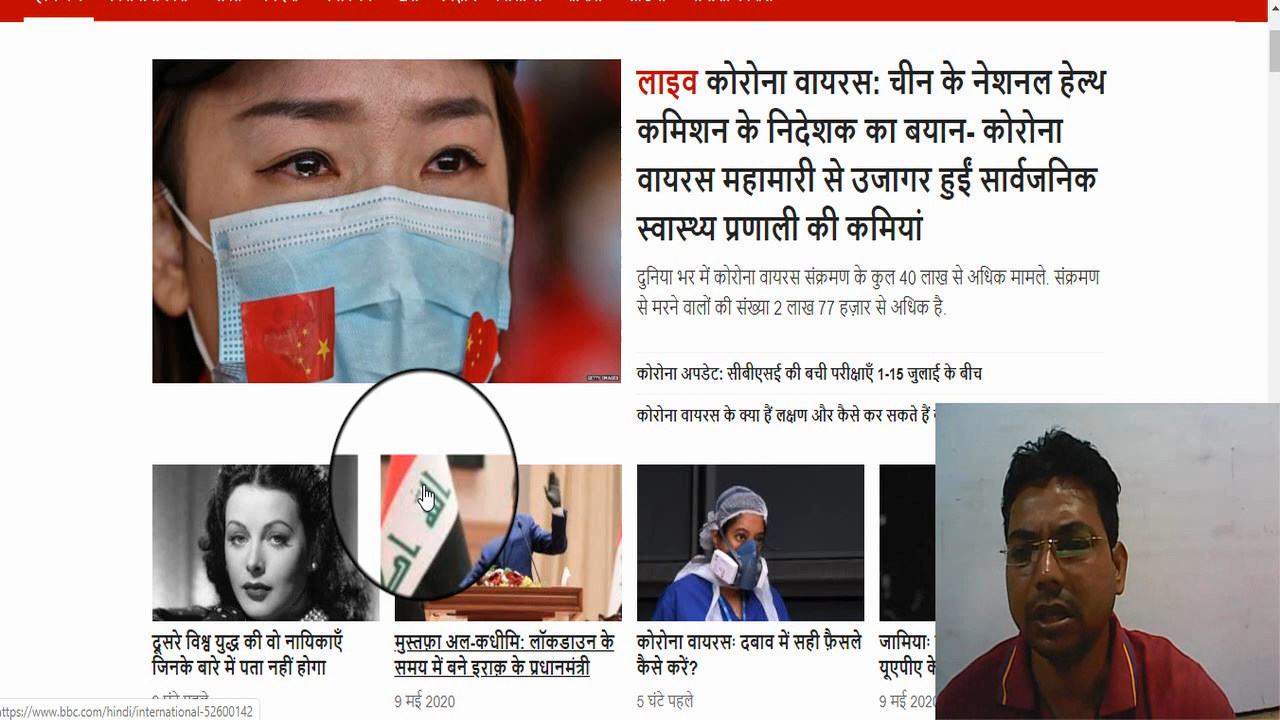 लाइव कोरोना वायरस: चीन के नेशनल हेल्थ
कमिशन के निदेशक का बयान- कोरोना
वायरस महामारी से उजागर हुईं सार्वजनिक
स्वास्थ्य प्रणाली की कमियां
दुनिया भर में कोरोना वायरस संक्रमण के कुल 40 लाख से अधिक मामले. संक्रमण
से मरने वालों की संख्या 2 लाख 77 हज़ार से अधिक है.
GETTY IMAGES
कोरोना अपडेट: सीबीएसई की बची परीक्षाएँ 1-15 जुलाई के बीच
कोरोना वायरस के क्या हैं लक्षण और कैसे कर सकते हैं
दूसरे विश्व युद्ध की वो नायिकाएँ
जिनके बारे में पता नहीं होगा
मुस्तफ़ा अल-कधीमि: लॉकडाउन के
समय में बने इराक़ के प्रधानमंत्री
9 मई 2020
कोरोना वायरसः दबाव में सही फ़ैसले
कैसे करें?
5 घंटे पहले
जामियाः
यूएपीए के
9 मई 2020
https://www.bbc.com/hindi/international-52600142